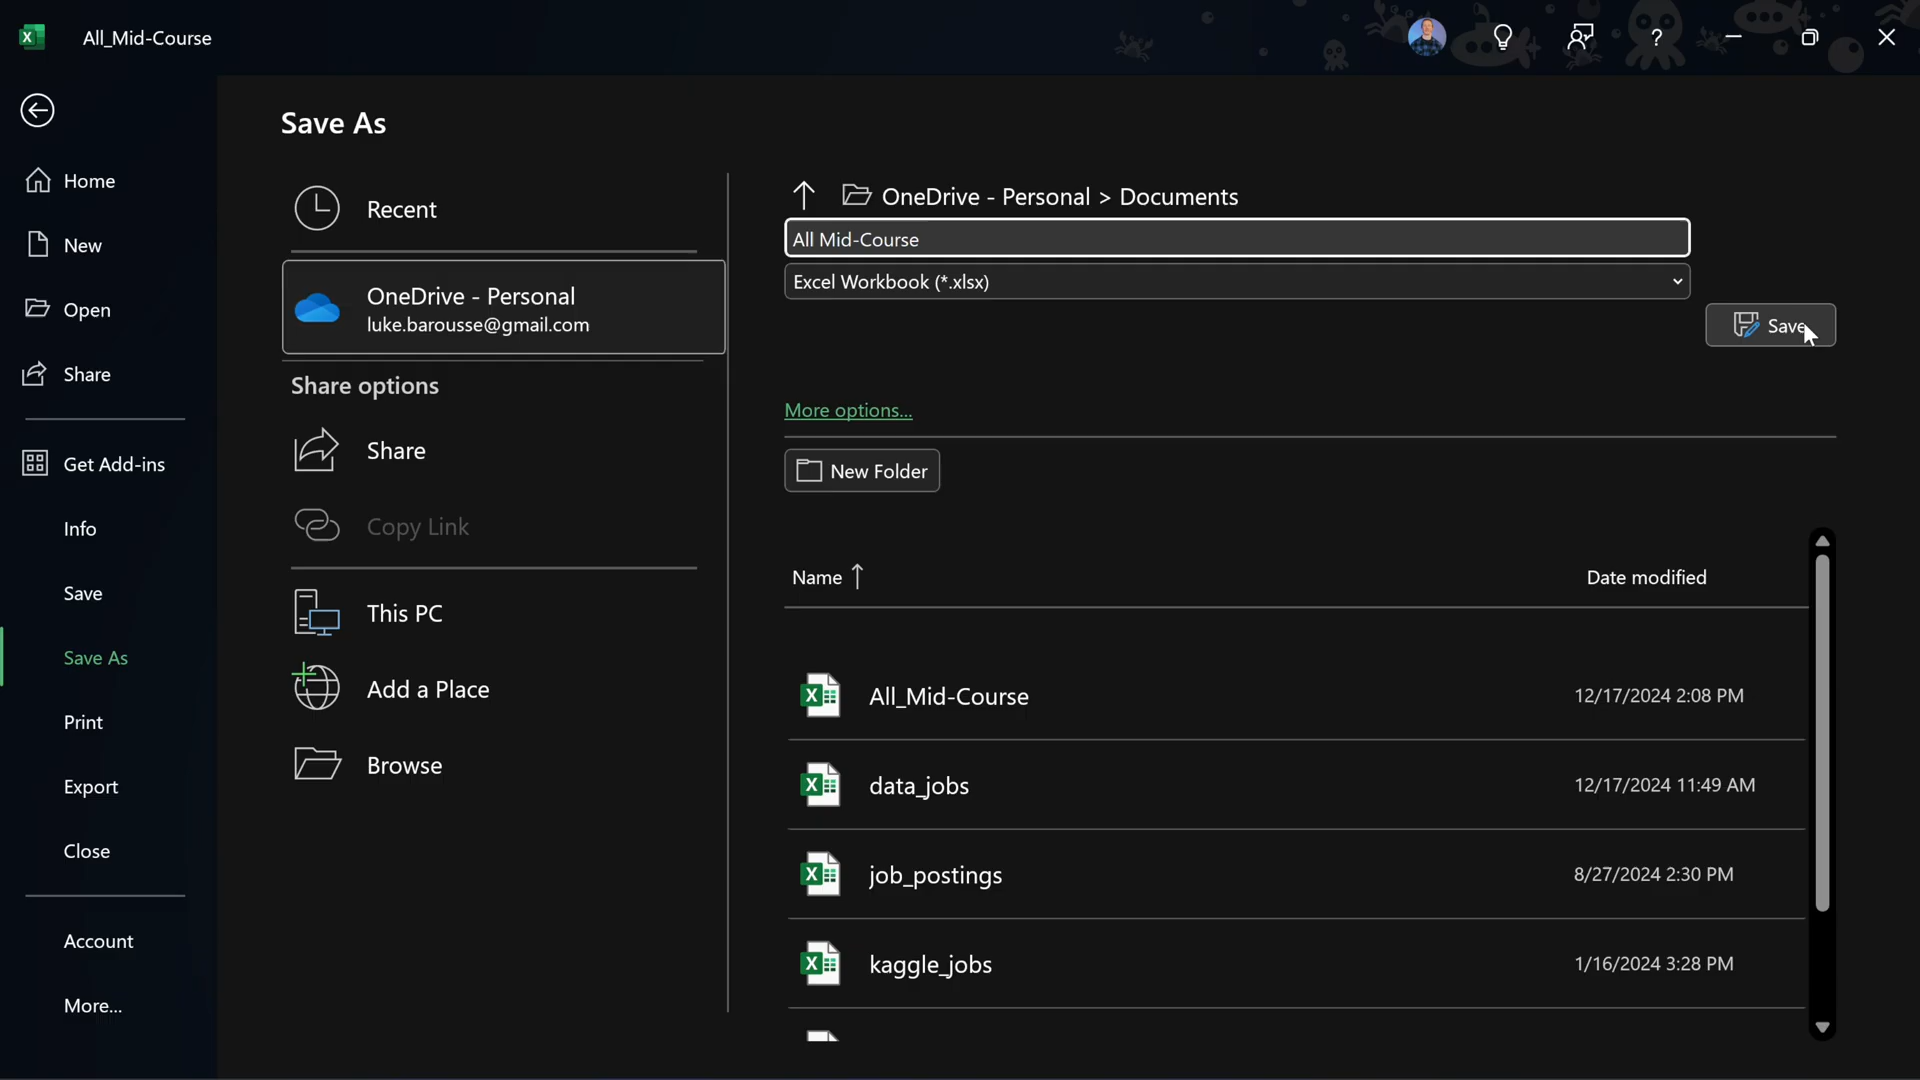 All_Mid-Course
?
Home
New
Open
Share
Get Add-ins
Info
Save
Save As
Print
Export
Close
Account
More...
Save As
Recent
OneDrive - Personal
luke.barousse@gmail.com
Share options
Share
Copy Link
This PC
Add a Place
Browse
OneDrive - Personal > Documents
All Mid-Course
Excel Workbook (*.xlsx)
Save
More options...
New Folder
Name ↑ Date modified
All_Mid-Course 12/17/2024 2:08 PM
data_jobs 12/17/2024 11:49 AM
job_postings 8/27/2024 2:30 PM
kaggle_jobs 1/16/2024 3:28 PM